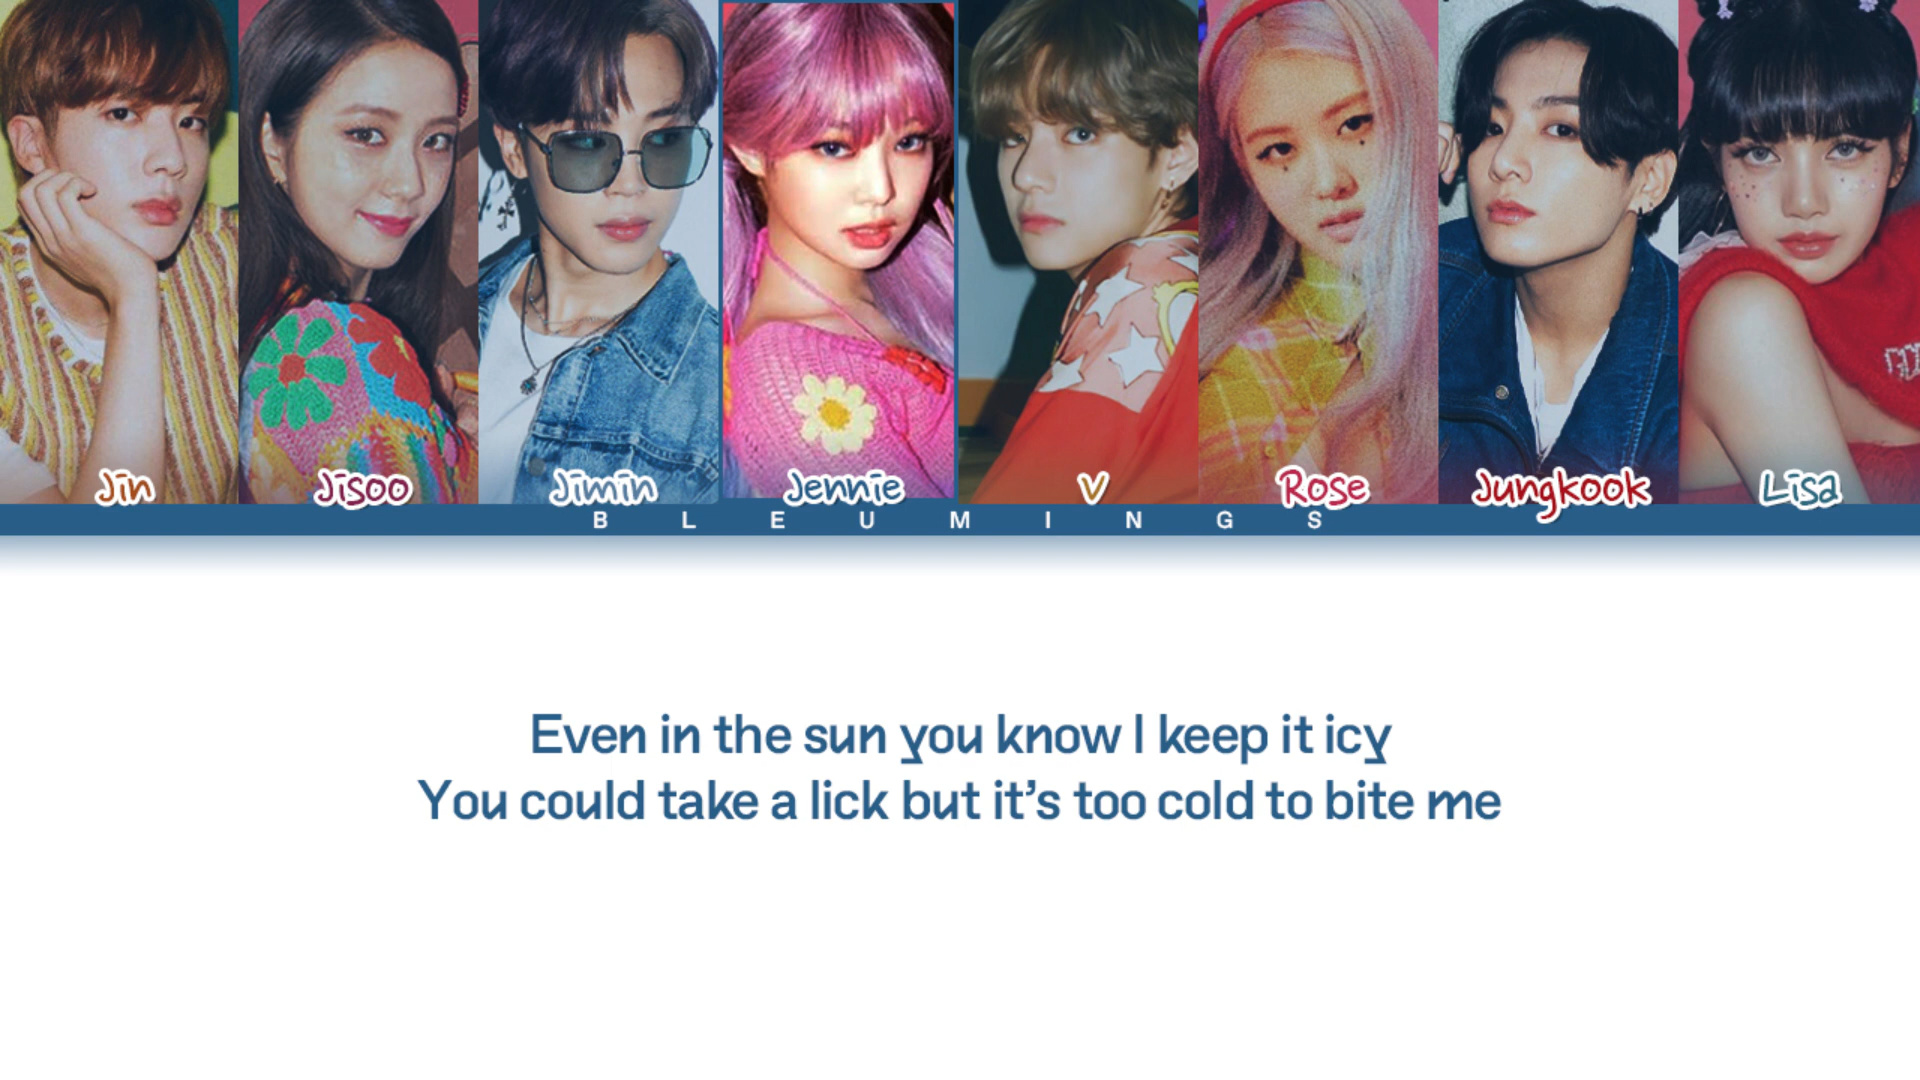 Jin Jisoo Jimin Jennie V Rose Jungkook Lisa
BLEUMINGS
Even in the sun you know I keep it icy
You could take a lick but it's too cold to bite me